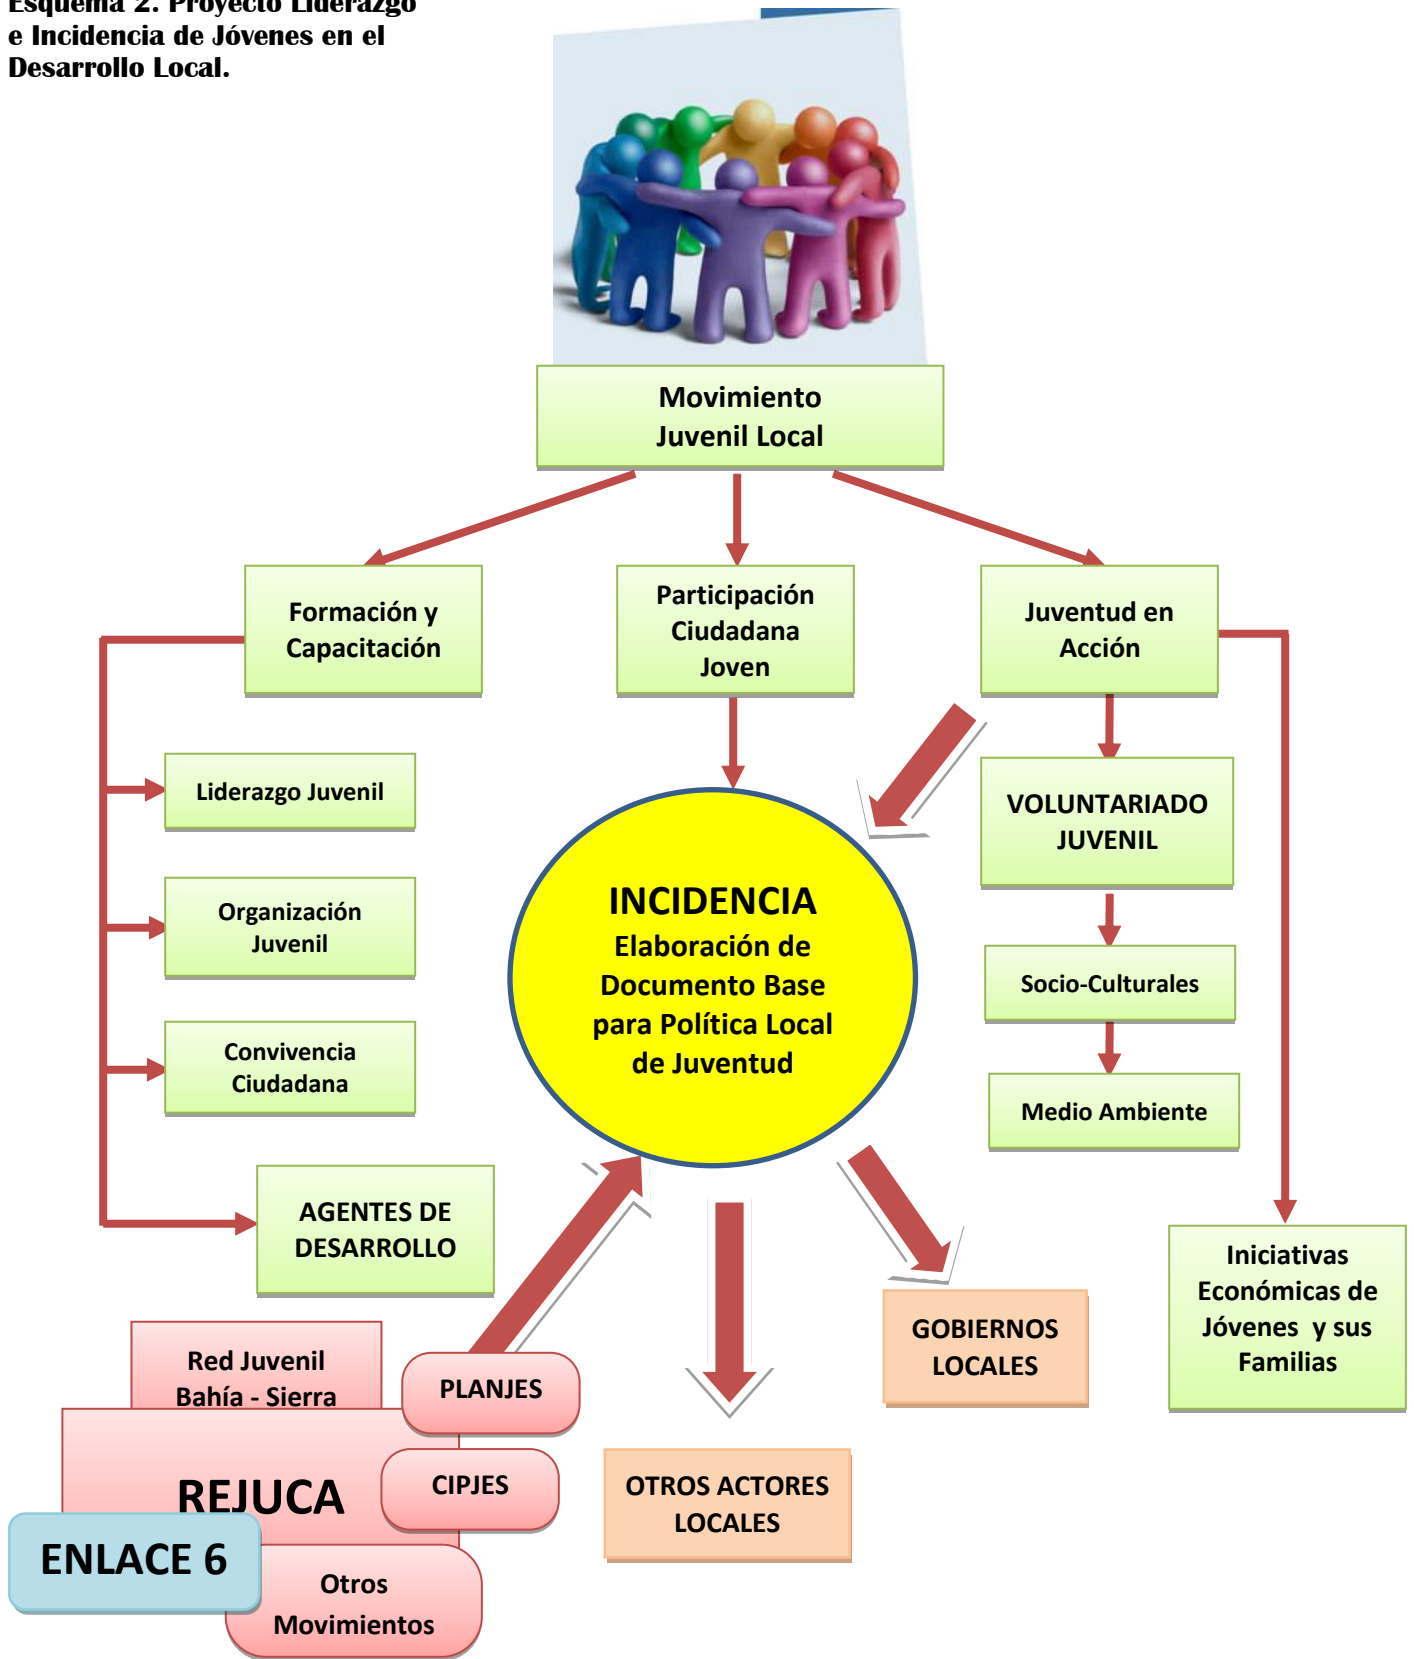 Esquema 2. Proyecto Liderazgo
e Incidencia de Jóvenes en el
Desarrollo Local.
Movimiento
Juvenil Local
Formación y
Capacitación
Participación
Ciudadana
Joven
Juventud en
Acción
Liderazgo Juvenil
Organización
Juvenil
Convivencia
Ciudadana
AGENTES DE
DESARROLLO
INCIDENCIA
Elaboración de
Documento Base
para Política Local
de Juventud
VOLUNTARIADO
JUVENIL
Socio-Culturales
Medio Ambiente
Iniciativas
Económicas de
Jóvenes y sus
Familias
GOBIERNOS
LOCALES
OTROS ACTORES
LOCALES
Red Juvenil
Bahía - Sierra
PLANJES
REJUCA
CIPJES
ENLACE 6
Otros
Movimientos